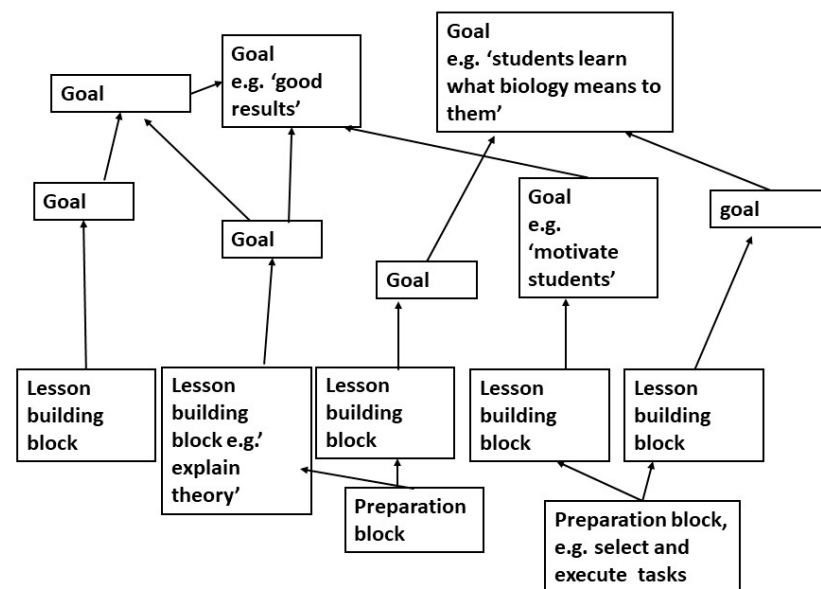 Goal
e.g. ‘good
results’
Goal
e.g. ‘students learn
what biology means to
them’
Goal
Goal
Goal
Goal
Goal
e.g.
‘motivate
students’
goal
Lesson
building
block
Lesson
building
block e.g.’
explain
theory’
Lesson
building
block
Lesson
building
block
Lesson
building
block
Preparation
block
Preparation block,
e.g. select and
execute tasks